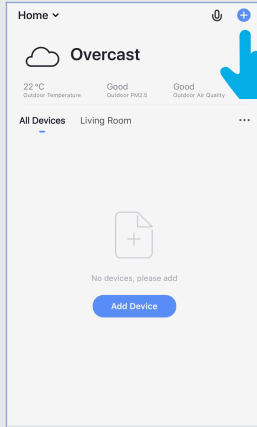 Home
Overcast
22 °C Good Good
Outdoor Temperature Outdoor PM2.5 Outdoor Air Quality
All Devices Living Room
No devices, please add
Add Device